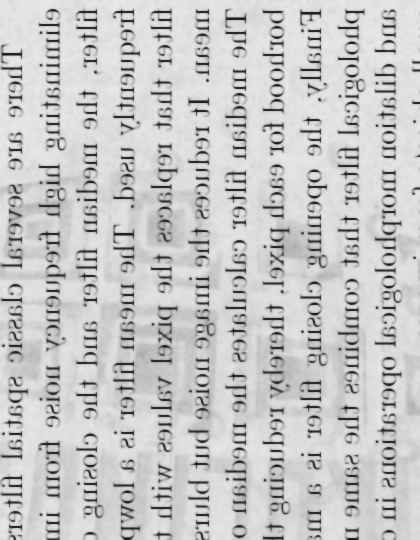 There are several classic spatial filters
eliminating high frequency noise from im
filter, the median filter and the closing
frequently used. The mean filter is a lowp
filter that replaces the pixel values with t
mean. It reduces the image noise but blurs
The median filter calculates the median o
borhood for each pixel, thereby reducing th
Finally, the opening closing filter is a ma
phological filter that combines the same
and dilation morphological operations in